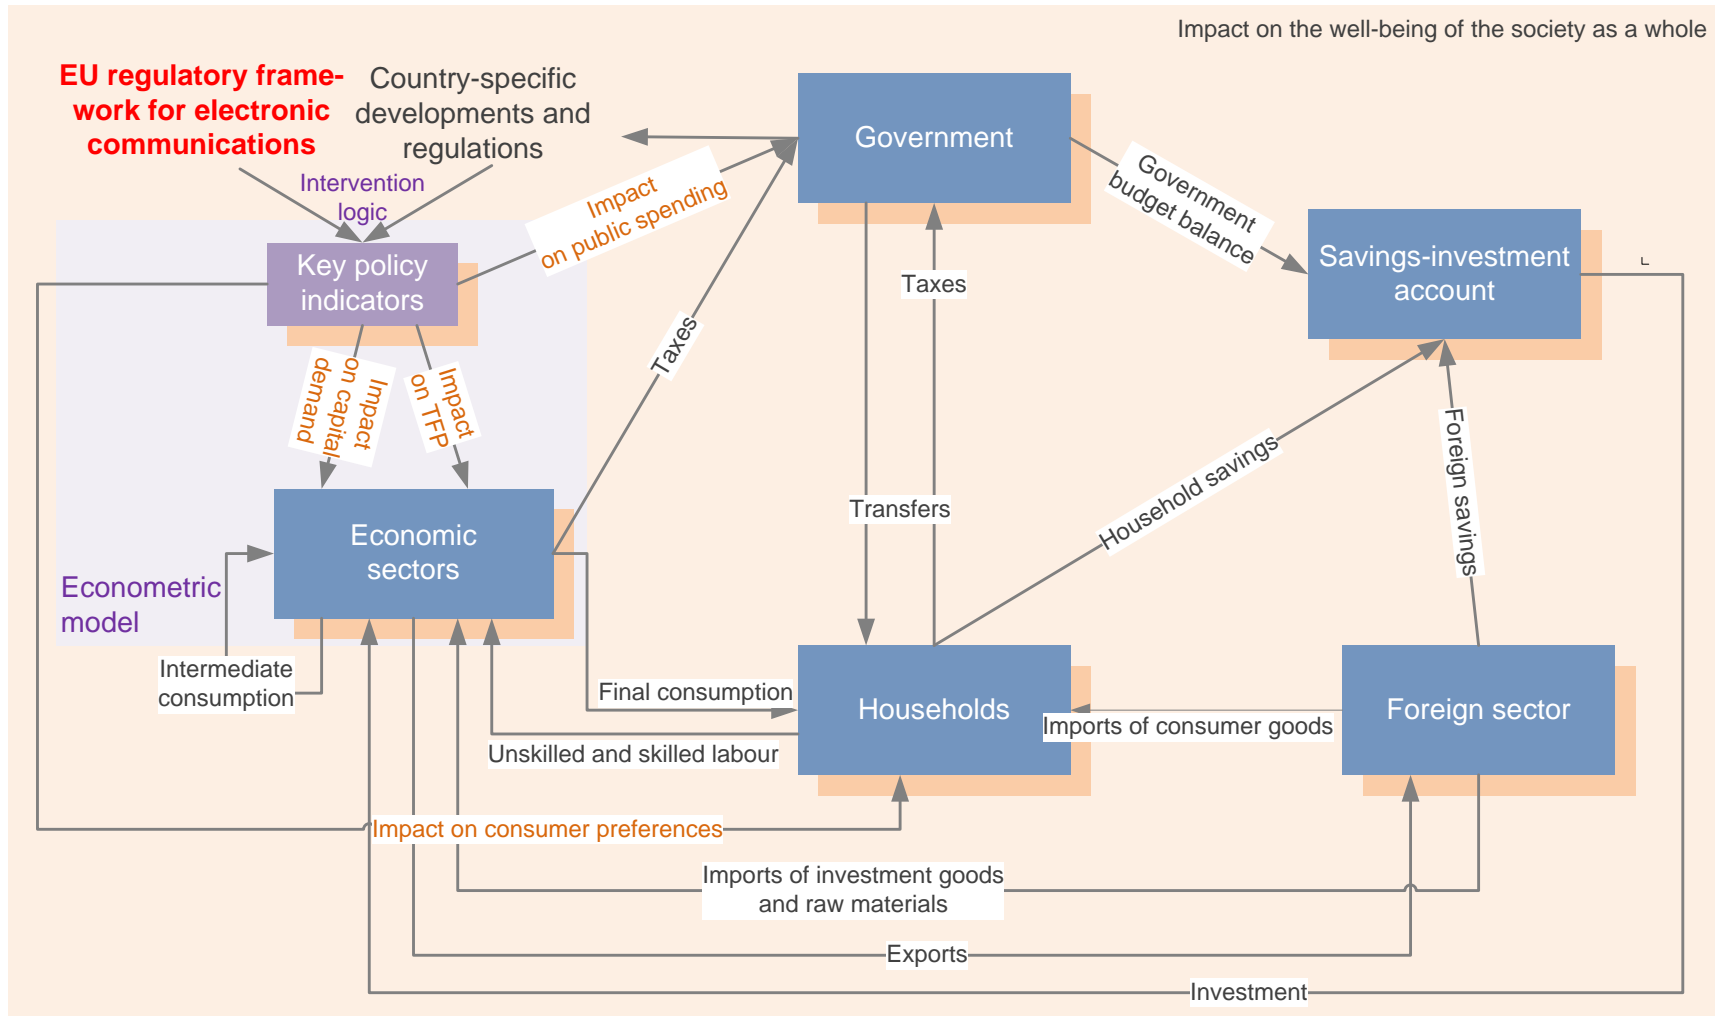 Impact on the well-being of the society as a whole
EU regulatory frame-
work for electronic
communications
Country-specific
developments and
regulations
Intervention
logic
Key policy
indicators
Impact
on public spending
Government
Government
budget balance
Savings-investment
account
Taxes
Taxes
Impact
on capital
demand
Impact
on TFP
Economic
sectors
Econometric
model
Transfers
Household savings
Foreign savings
Intermediate
consumption
Final consumption
Unskilled and skilled labour
Households
Imports of consumer goods
Foreign sector
Impact on consumer preferences
Imports of investment goods
and raw materials
Exports
Investment